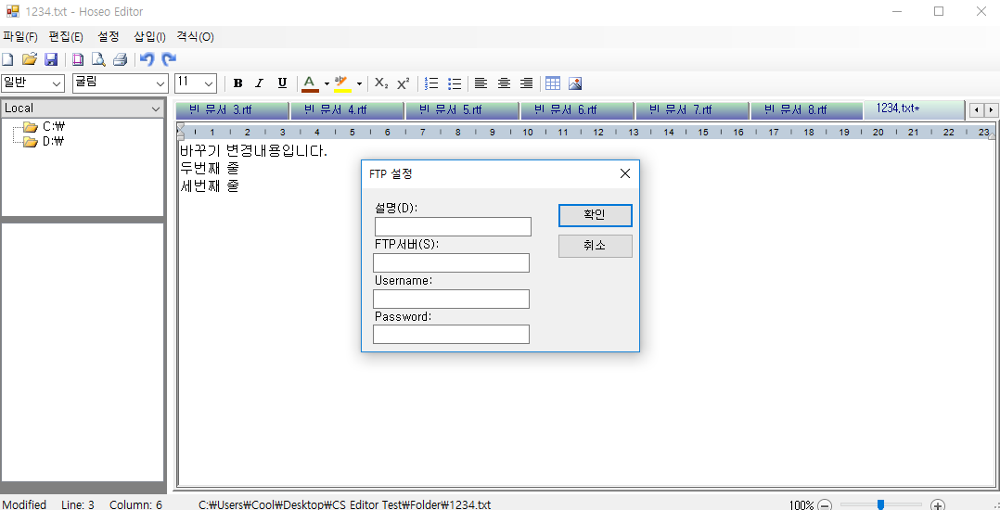 1234.txt - Hoseo Editor
파일(F) 편집(E) 설정 삽입(I) 격식(O)
일반 굴림 11 B I U A ab X₂ X²
Local
C:₩
D:₩
빈 문서 3.rtf 빈 문서 4.rtf 빈 문서 5.rtf 빈 문서 6.rtf 빈 문서 7.rtf 빈 문서 8.rtf 1234.txt*
1 2 3 4 5 6 7 8 9 10 11 12 13 14 15 16 17 18 19 20 21 22 23
바꾸기 변경내용입니다.
두번째 줄
세번째 줄
FTP 설정
설명(D):
확인
FTP서버(S):
취소
Username:
Password:
Modified Line: 3 Column: 6 C:₩Users₩Cool₩Desktop₩CS Editor Test₩Folder₩1234.txt 100%